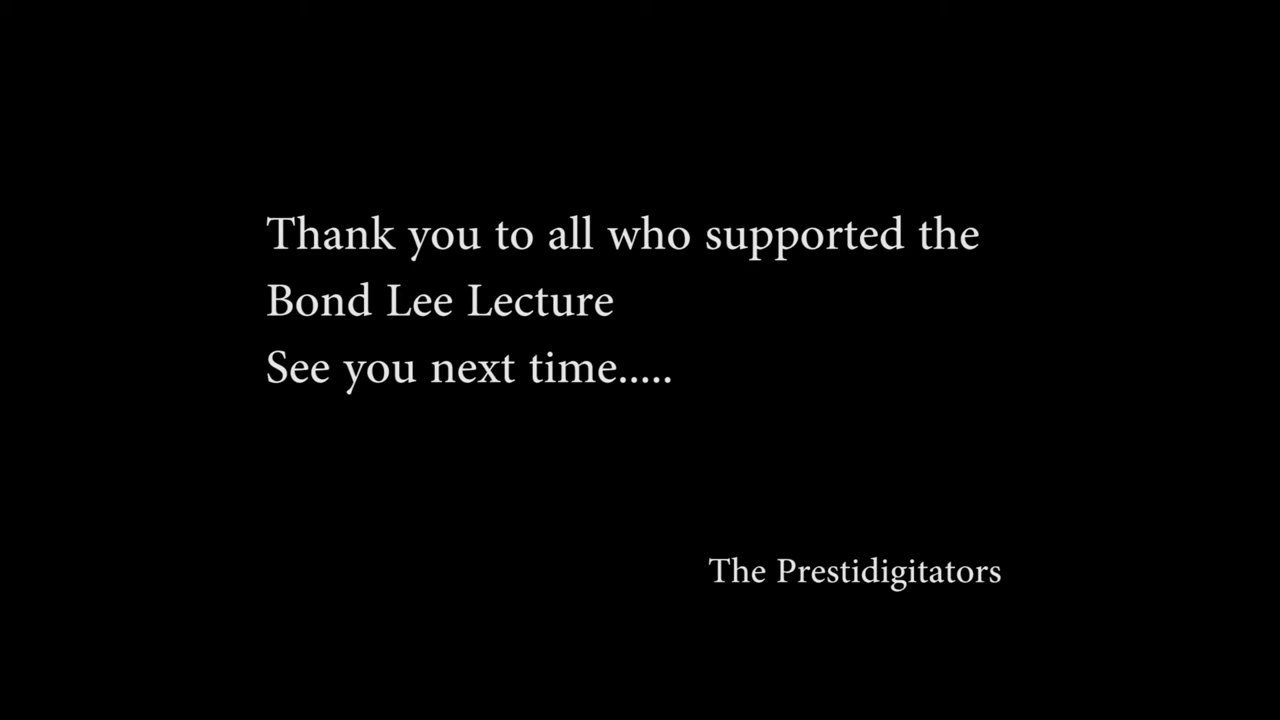 Thank you to all who supported the
Bond Lee Lecture
See you next time.....
The Prestidigitators